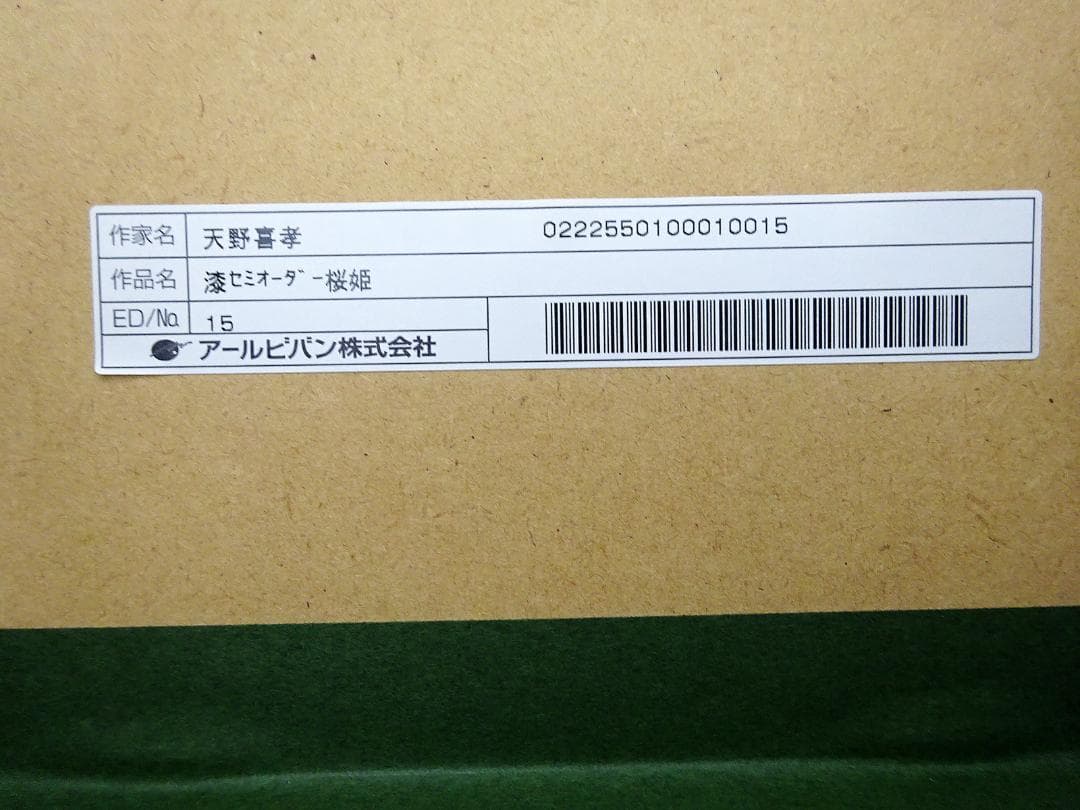 作家名 天野喜孝 0222550100010015
作品名 漆ｾﾐｵｰﾀﾞｰ桜姫
ED/No. 15
アールビバン株式会社